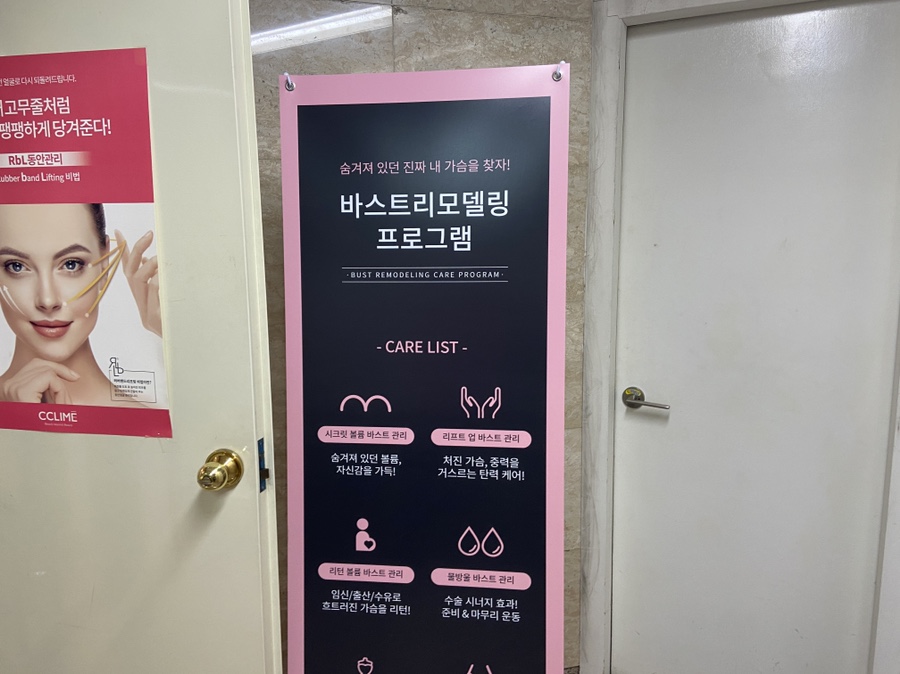 얼굴로 다시 되돌려드립니다.
고무줄처럼
팽팽하게 당겨준다!
RbL동안관리
ubber band Lifting 비법
CCLIMÉ
숨겨져 있던 진짜 내 가슴을 찾자!
바스트리모델링
프로그램
·BUST REMODELING CARE PROGRAM·
- CARE LIST -
시크릿 볼륨 바스트 관리
숨겨져 있던 볼륨,
자신감을 가득!
리프트 업 바스트 관리
처진 가슴, 중력을
거스르는 탄력 케어!
리턴 볼륨 바스트 관리
임신/출산/수유로
흐트러진 가슴을 리턴!
물방울 바스트 관리
수술 시너지 효과!
준비 & 마무리 운동